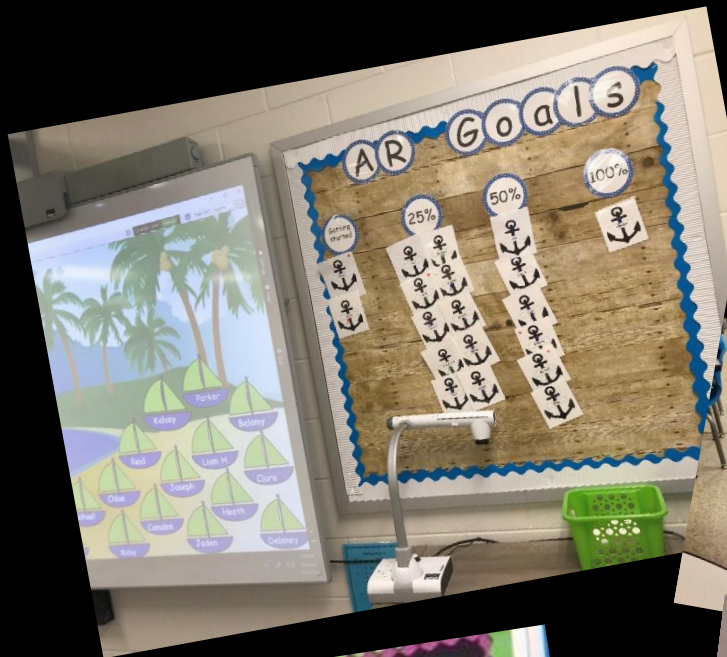 AR Goals
Getting started
25%
50%
100%
Parker
Kelsey
Belamy
Reid
Liam H.
Clara
Chloe
Joseph
Heath
Camden
Ricky
Jaden
Delaney